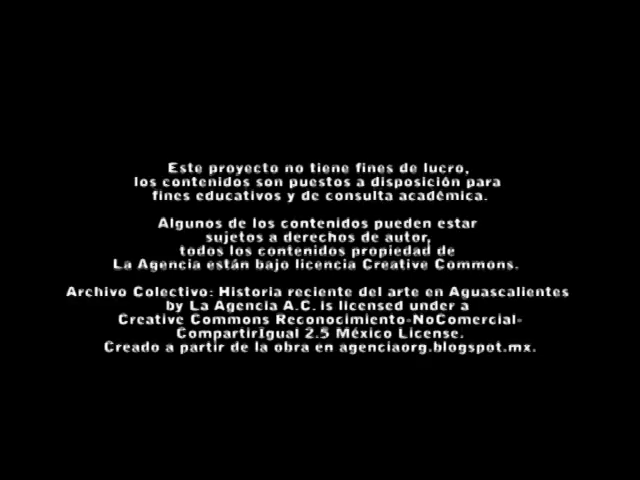 Este proyecto no tiene fines de lucro,
los contenidos son puestos a disposición para
fines educativos y de consulta académica.
Algunos de los contenidos pueden estar
sujetos a derechos de autor,
todos los contenidos propiedad de
La Agencia están bajo licencia Creative Commons.
Archivo Colectivo: Historia reciente del arte en Aguascalientes
by La Agencia A.C. is licensed under a
Creative Commons Reconocimiento-NoComercial-
CompartirIgual 2.5 México License.
Creado a partir de la obra en agenciaorg.blogspot.mx.